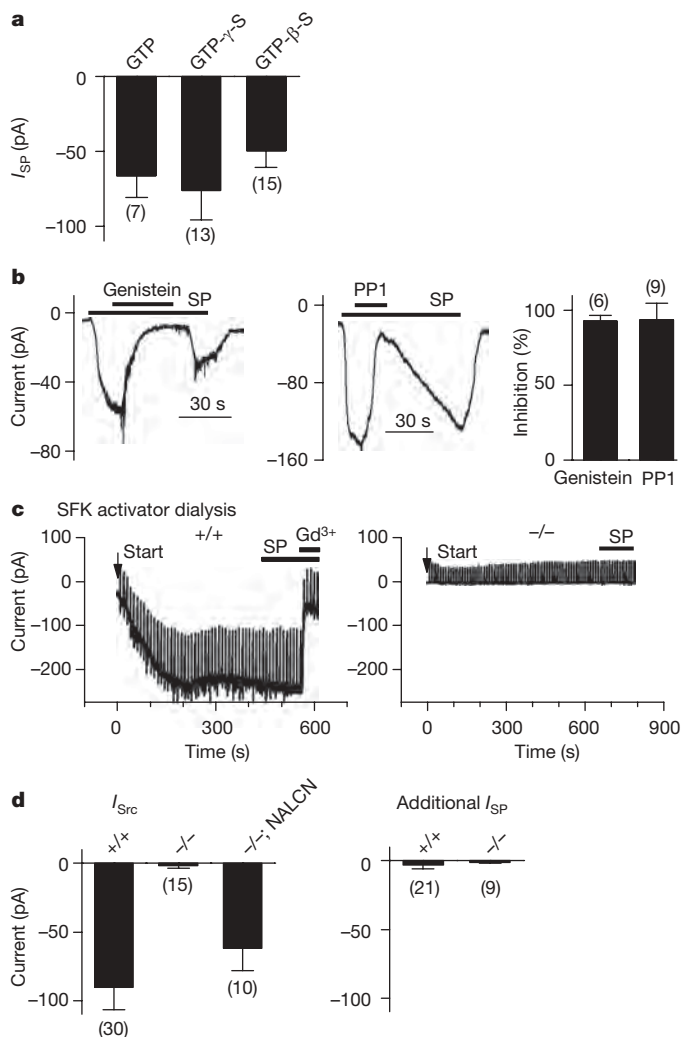 a
GTP
GTP-γ-S
GTP-β-S
0
−50
−100
I_SP (pA)
(7)
(13)
(15)
b
Genistein
SP
0
−40
−80
Current (pA)
30 s
PP1
SP
0
−80
−160
30 s
(6)
(9)
100
50
0
Inhibition (%)
Genistein
PP1
c
SFK activator dialysis
+/+
Gd³⁺
SP
Start
100
0
−100
−200
Current (pA)
0
300
600
Time (s)
−/−
SP
Start
100
0
−100
−200
0
300
600
900
Time (s)
d
I_Src
+/+
−/−
−/−; NALCN
0
−50
−100
Current (pA)
(30)
(15)
(10)
Additional I_SP
+/+
−/−
0
−50
−100
(21)
(9)